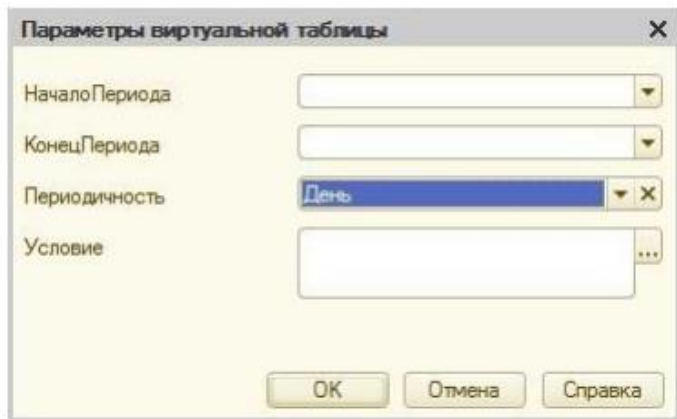 Параметры виртуальной таблицы
НачалоПериода
КонецПериода
Периодичность День
Условие
...
OK Отмена Справка